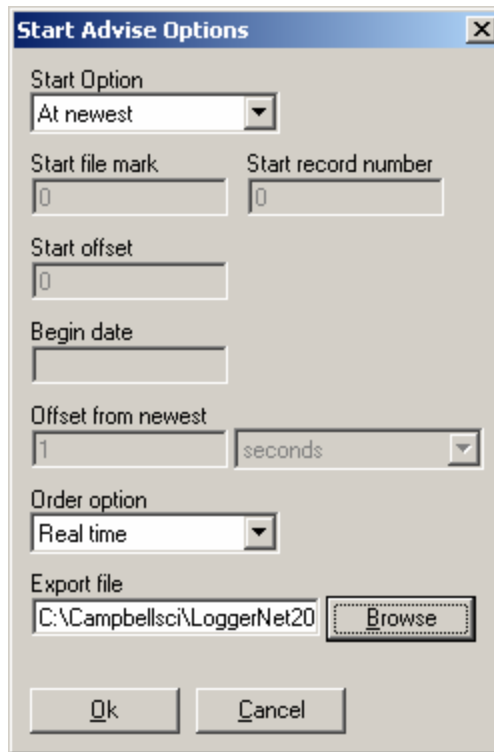 Start Advise Options
Start Option
At newest
Start file mark Start record number
0 0
Start offset
0
Begin date
Offset from newest
1 seconds
Order option
Real time
Export file
C:\Campbellsci\LoggerNet20 Browse
Ok Cancel